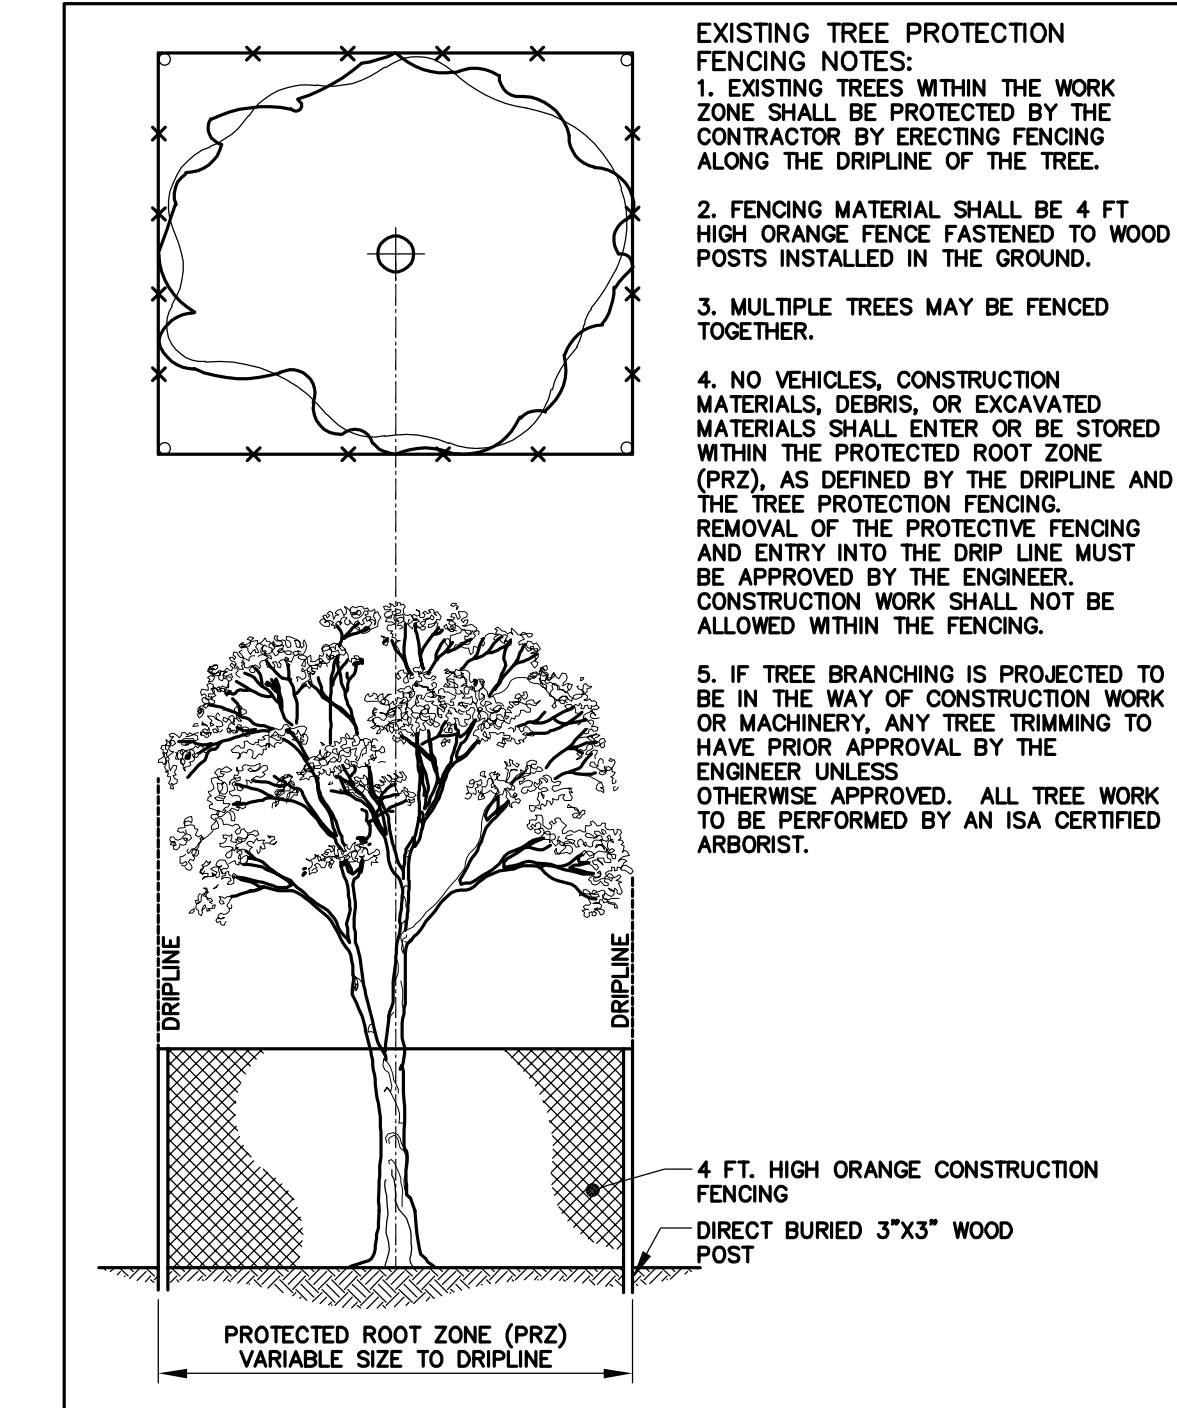 EXISTING TREE PROTECTION
FENCING NOTES:
1. EXISTING TREES WITHIN THE WORK
ZONE SHALL BE PROTECTED BY THE
CONTRACTOR BY ERECTING FENCING
ALONG THE DRIPLINE OF THE TREE.
2. FENCING MATERIAL SHALL BE 4 FT
HIGH ORANGE FENCE FASTENED TO WOOD
POSTS INSTALLED IN THE GROUND.
3. MULTIPLE TREES MAY BE FENCED
TOGETHER.
4. NO VEHICLES, CONSTRUCTION
MATERIALS, DEBRIS, OR EXCAVATED
MATERIALS SHALL ENTER OR BE STORED
WITHIN THE PROTECTED ROOT ZONE
(PRZ), AS DEFINED BY THE DRIPLINE AND
THE TREE PROTECTION FENCING.
REMOVAL OF THE PROTECTIVE FENCING
AND ENTRY INTO THE DRIP LINE MUST
BE APPROVED BY THE ENGINEER.
CONSTRUCTION WORK SHALL NOT BE
ALLOWED WITHIN THE FENCING.
5. IF TREE BRANCHING IS PROJECTED TO
BE IN THE WAY OF CONSTRUCTION WORK
OR MACHINERY, ANY TREE TRIMMING TO
HAVE PRIOR APPROVAL BY THE
ENGINEER UNLESS
OTHERWISE APPROVED. ALL TREE WORK
TO BE PERFORMED BY AN ISA CERTIFIED
ARBORIST.
DRIPLINE
DRIPLINE
4 FT. HIGH ORANGE CONSTRUCTION
FENCING
DIRECT BURIED 3"X3" WOOD
POST
PROTECTED ROOT ZONE (PRZ)
VARIABLE SIZE TO DRIPLINE